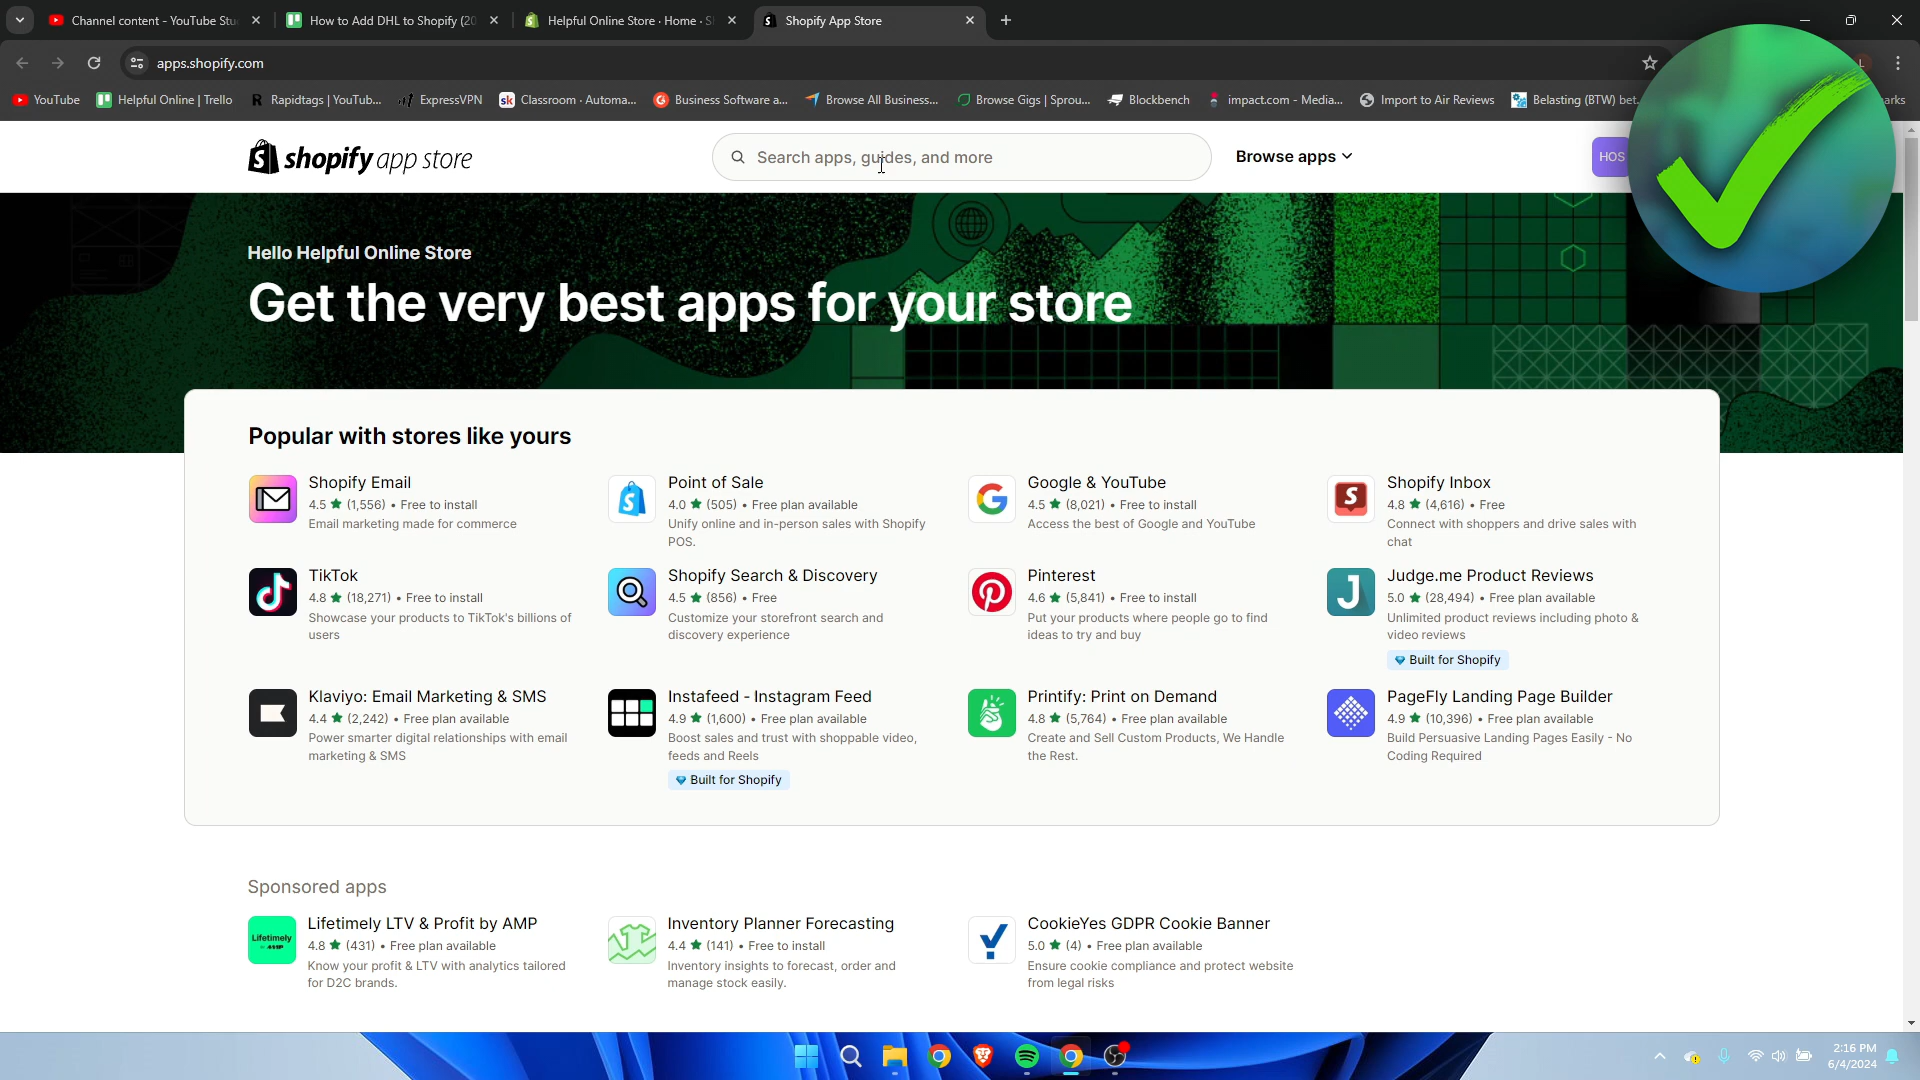 Channel content - YouTube Stu
How to Add DHL to Shopify (20
Helpful Online Store · Home · S
Shopify App Store
apps.shopify.com
YouTube
Helpful Online | Trello
Rapidtags | YouTub...
ExpressVPN
Classroom · Automa...
Business Software a...
Browse All Business...
Browse Gigs | Sprou...
Blockbench
impact.com - Media...
Import to Air Reviews
Belasting (BTW) bet
arks
shopify app store
Search apps, guides, and more
Browse apps
HOS
Hello Helpful Online Store
Get the very best apps for your store
Popular with stores like yours
Shopify Email
4.5 ★ (1,556) • Free to install
Email marketing made for commerce
Point of Sale
4.0 ★ (505) • Free plan available
Unify online and in-person sales with Shopify
POS.
Google & YouTube
4.5 ★ (8,021) • Free to install
Access the best of Google and YouTube
Shopify Inbox
4.8 ★ (4,616) • Free
Connect with shoppers and drive sales with
chat
TikTok
4.8 ★ (18,271) • Free to install
Showcase your products to TikTok's billions of
users
Shopify Search & Discovery
4.5 ★ (856) • Free
Customize your storefront search and
discovery experience
Pinterest
4.6 ★ (5,841) • Free to install
Put your products where people go to find
ideas to try and buy
Judge.me Product Reviews
5.0 ★ (28,494) • Free plan available
Unlimited product reviews including photo &
video reviews
Built for Shopify
Klaviyo: Email Marketing & SMS
4.4 ★ (2,242) • Free plan available
Power smarter digital relationships with email
marketing & SMS
Instafeed - Instagram Feed
4.9 ★ (1,600) • Free plan available
Boost sales and trust with shoppable video,
feeds and Reels
Built for Shopify
Printify: Print on Demand
4.8 ★ (5,764) • Free plan available
Create and Sell Custom Products, We Handle
the Rest.
PageFly Landing Page Builder
4.9 ★ (10,396) • Free plan available
Build Persuasive Landing Pages Easily - No
Coding Required
Sponsored apps
Lifetimely
Lifetimely LTV & Profit by AMP
4.8 ★ (431) • Free plan available
Know your profit & LTV with analytics tailored
for D2C brands.
Inventory Planner Forecasting
4.4 ★ (141) • Free to install
Inventory insights to forecast, order and
manage stock easily.
CookieYes GDPR Cookie Banner
5.0 ★ (4) • Free plan available
Ensure cookie compliance and protect website
from legal risks
2:16 PM
6/4/2024